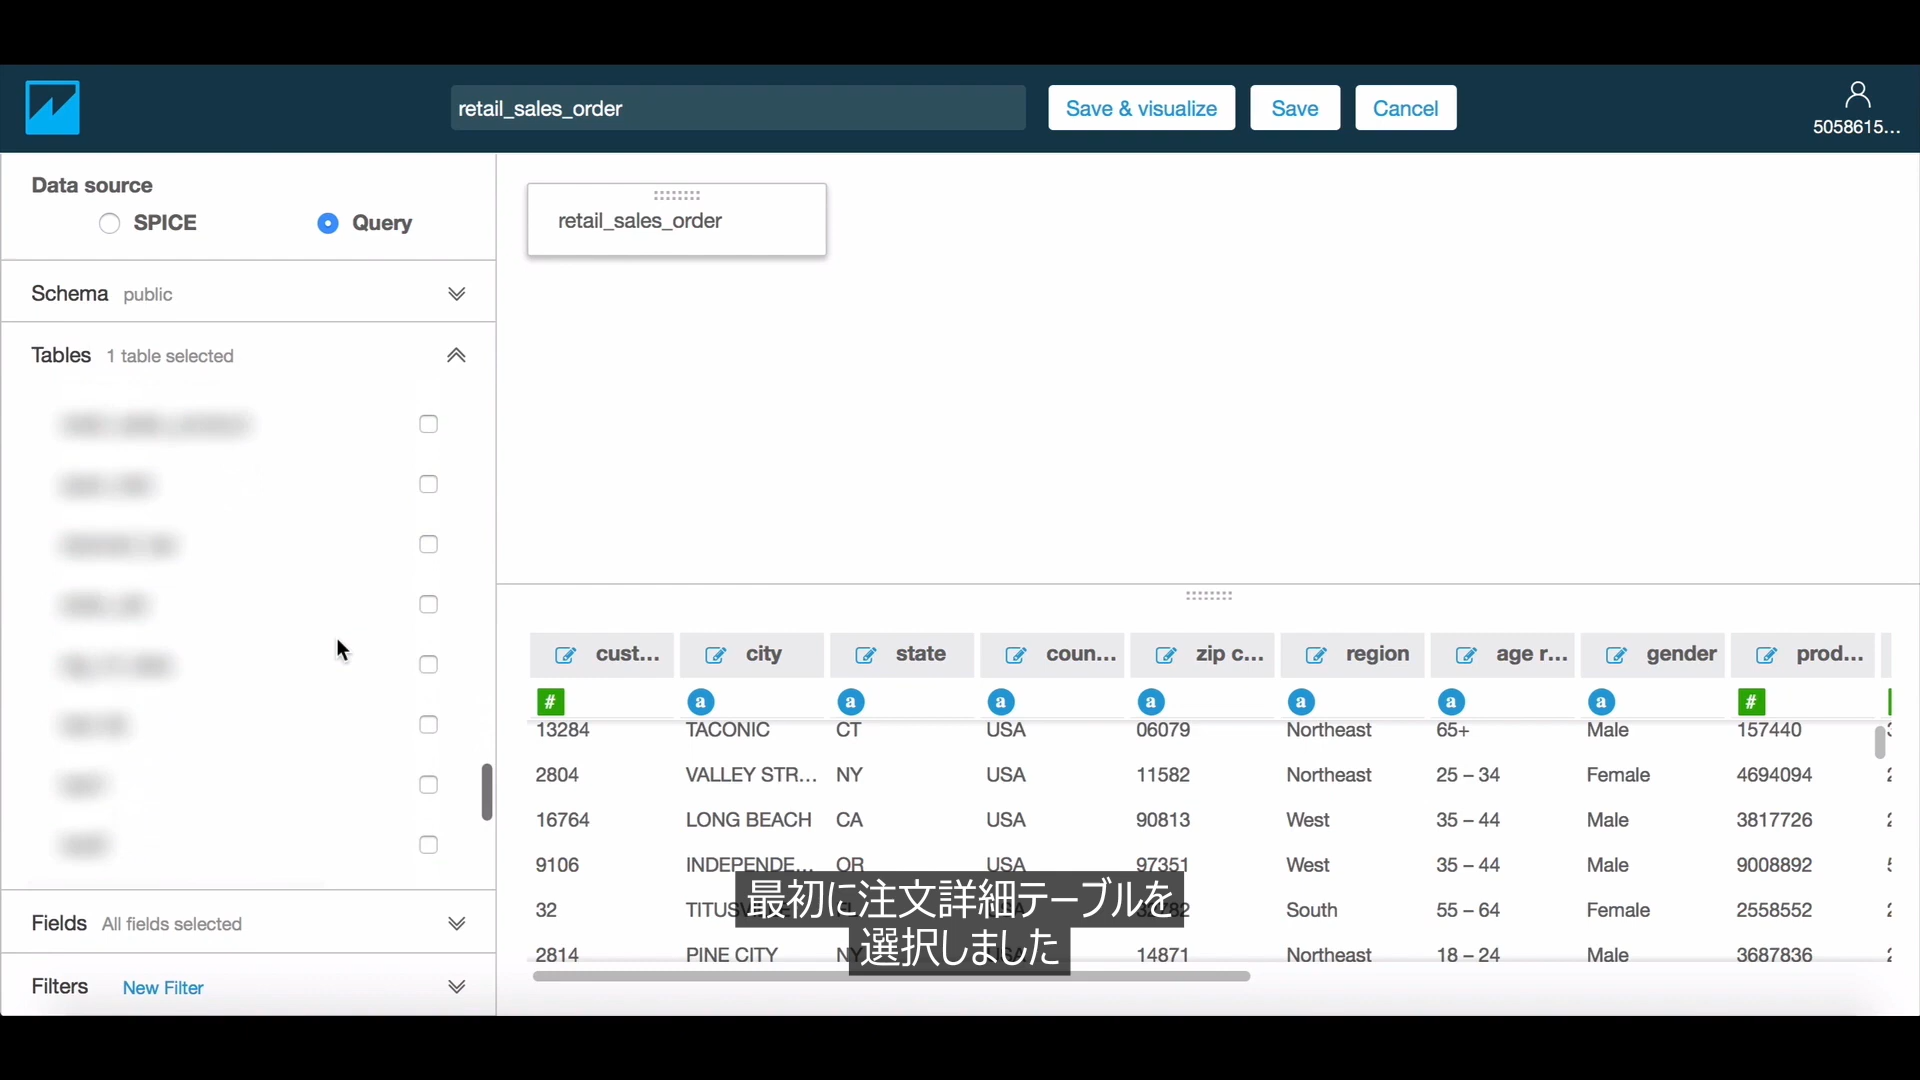 retail_sales_order
Save & visualize
Save
Cancel
5058615...
Data source
SPICE
Query
Schema public
Tables 1 table selected
Fields All fields selected
Filters New Filter
retail_sales_order
cust... city state coun... zip c... region age r... gender prod...
# a a a a a a a #
13284 TACONIC CT USA 06079 Northeast 65+ Male 157440
2804 VALLEY STR... NY USA 11582 Northeast 25 – 34 Female 4694094
16764 LONG BEACH CA USA 90813 West 35 – 44 Male 3817726
9106 INDEPENDE... OR USA 97351 West 35 – 44 Male 9008892
32 South 55 – 64 Female 2558552
2814 PINE CITY NY USA 14871 Northeast 18 – 24 Male 3687836
最初に注文詳細テーブルを
選択しました